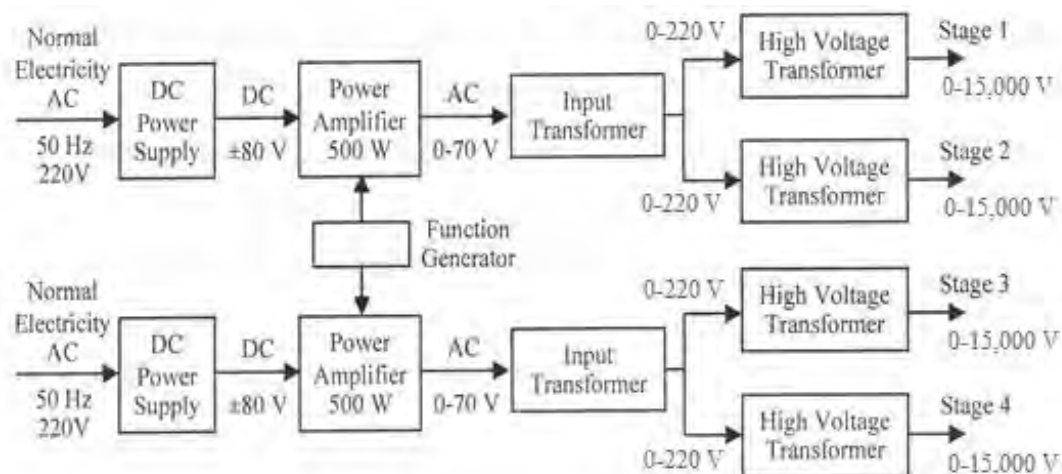 Normal
Electricity
AC
50 Hz
220V
DC
Power
Supply
DC
±80 V
Power
Amplifier
500 W
AC
0-70 V
Input
Transformer
0-220 V
High Voltage
Transformer
Stage 1
0-15,000 V
0-220 V
High Voltage
Transformer
Stage 2
0-15,000 V
Function
Generator
Normal
Electricity
AC
50 Hz
220V
DC
Power
Supply
DC
±80 V
Power
Amplifier
500 W
AC
0-70 V
Input
Transformer
0-220 V
High Voltage
Transformer
Stage 3
0-15,000 V
0-220 V
High Voltage
Transformer
Stage 4
0-15,000 V